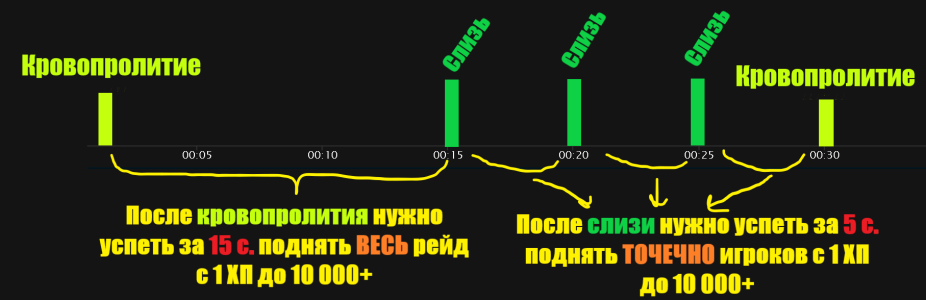 Кровопролитие
Слизь
Слизь
Слизь
Кровопролитие
00:05
00:10
00:15
00:20
00:25
00:30
После кровопролития нужно
успеть за 15 с. поднять ВЕСЬ рейд
с 1 ХП до 10 000+
После слизи нужно успеть за 5 с.
поднять ТОЧЕЧНО игроков с 1 ХП
до 10 000+